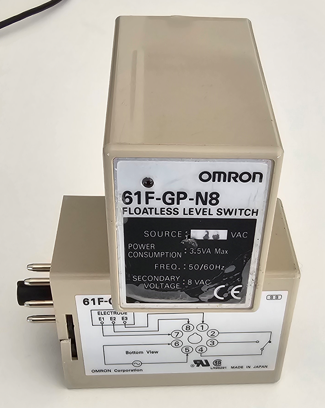 OMRON
61F-GP-N8
FLOATLESS LEVEL SWITCH
SOURCE: VAC
POWER
CONSUMPTION : 3.5VA Max
FREQ. : 50/60Hz
SECONDARY
VOLTAGE : 8 VAC
CE
61F-
ELECTRODE
E1 E2 E3
8 1
7 2
6 3
5 4
Bottom View
OMRON Corporation
MADE IN JAPAN